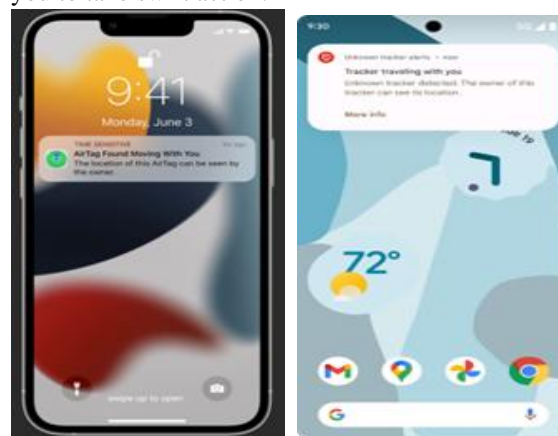 9:41
Monday, June 3
TIME SENSITIVE
AirTag Found Moving With You
The location of this AirTag can be seen by
the owner.
swipe up to open
9:30
5G
Unknown tracker alerts • now
Tracker traveling with you
Unknown tracker detected. The owner of this
tracker can see its location.
More info
72°